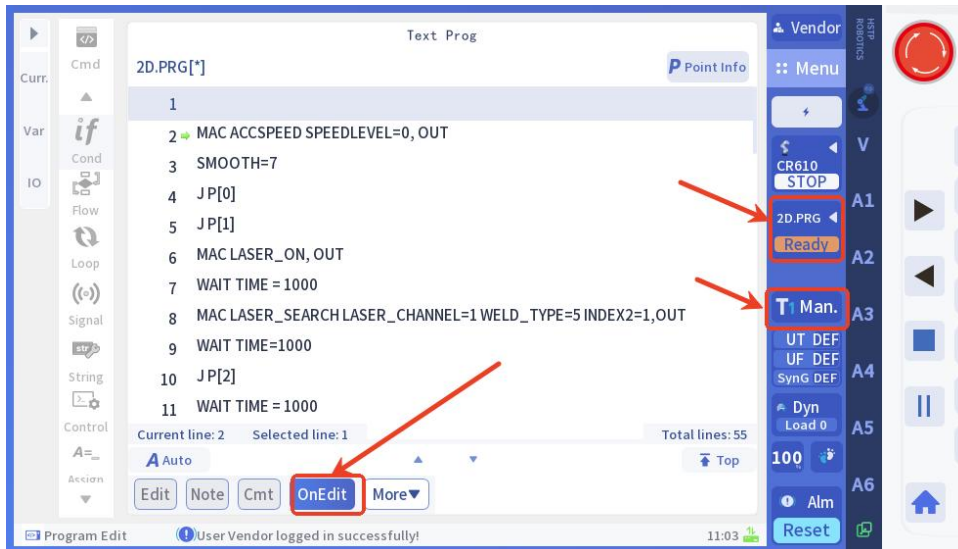 Text Prog
2D.PRG[*]
P Point Info
1
2 MAC ACCSPEED SPEEDLEVEL=0, OUT
3 SMOOTH=7
4 J P[0]
5 J P[1]
6 MAC LASER_ON, OUT
7 WAIT TIME = 1000
8 MAC LASER_SEARCH LASER_CHANNEL=1 WELD_TYPE=5 INDEX2=1,OUT
9 WAIT TIME=1000
10 J P[2]
11 WAIT TIME = 1000
Current line: 2 Selected line: 1 Total lines: 55
A Auto
Top
Edit Note Cmt OnEdit More▼
Program Edit
User Vendor logged in successfully!
11:03
Curr.
Var
IO
</>
Cmd
if
Cond
Flow
Loop
Signal
str
String
Control
A=_
Assign
Vendor
Menu
CR610
STOP
2D.PRG
Ready
T1 Man.
UT DEF
UF DEF
SynG DEF
Dyn
Load 0
100%
Alm
Reset
HSTP
ROBOTICS
V
A1
A2
A3
A4
A5
A6